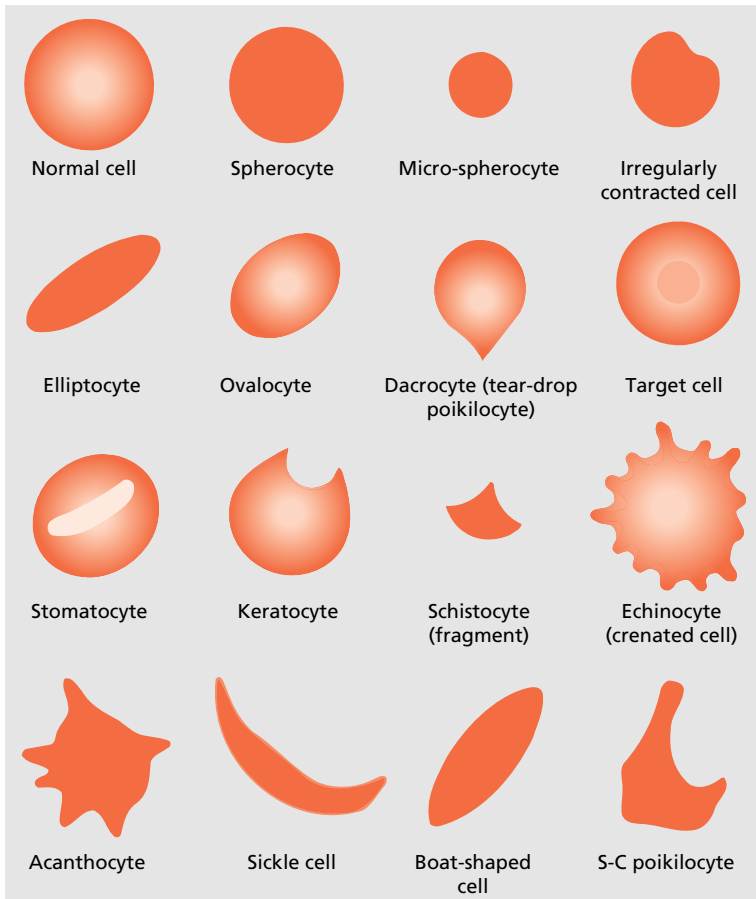 Normal cell
Spherocyte
Micro-spherocyte
Irregularly
contracted cell
Elliptocyte
Ovalocyte
Dacrocyte (tear-drop
poikilocyte)
Target cell
Stomatocyte
Keratocyte
Schistocyte
(fragment)
Echinocyte
(crenated cell)
Acanthocyte
Sickle cell
Boat-shaped
cell
S-C poikilocyte